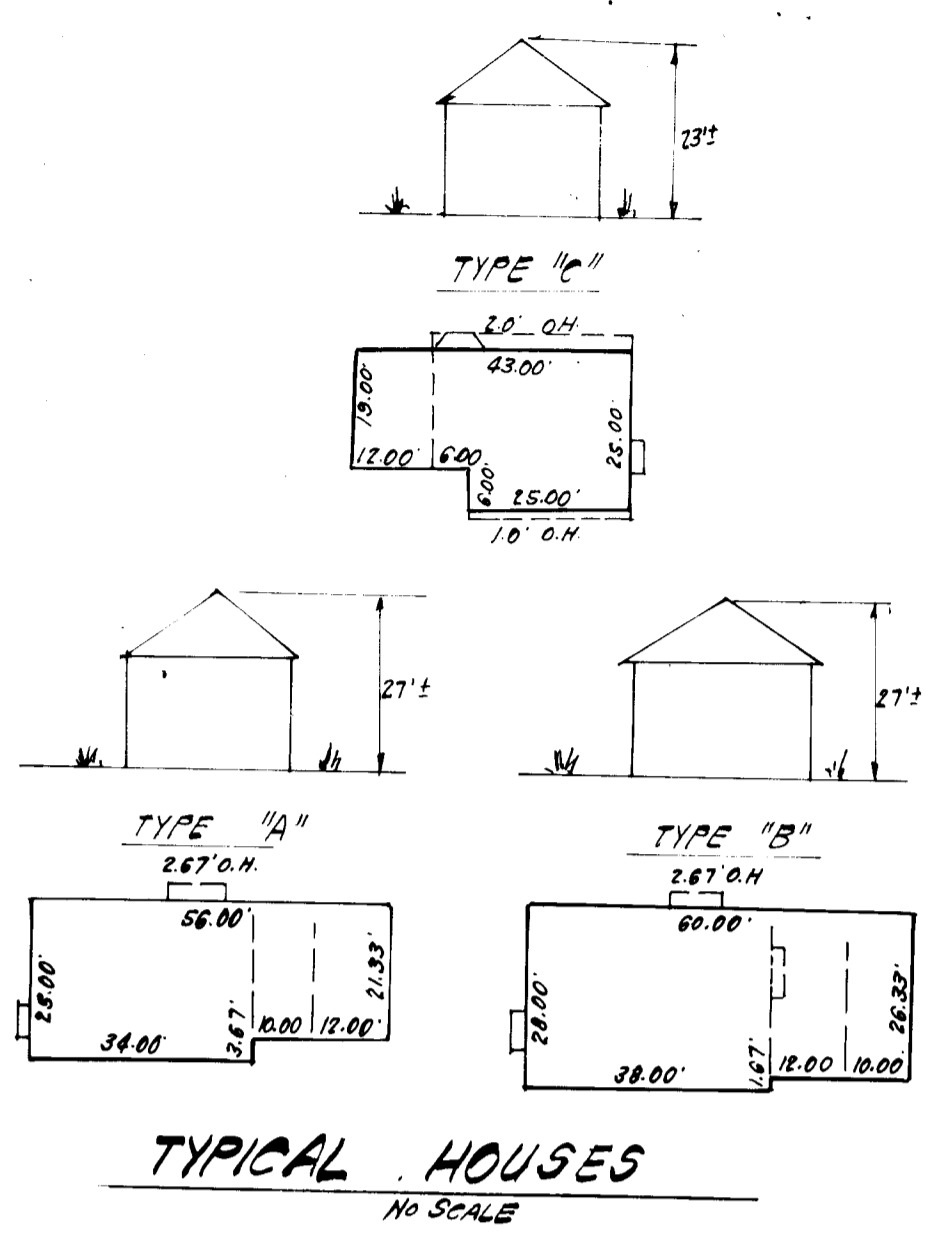 23'±
TYPE "C"
2.0' O.H.
43.00'
19.00'
25.00'
12.00' 6.00
6.00'
25.00'
1.0' O.H.
27'±
27'±
TYPE "A"
2.67' O.H.
56.00'
21.33'
3.67'
10.00 12.00'
34.00'
TYPE "B"
2.67' O.H
60.00'
28.00'
26.33'
1.67'
12.00 10.00
38.00'
TYPICAL HOUSES
NO SCALE